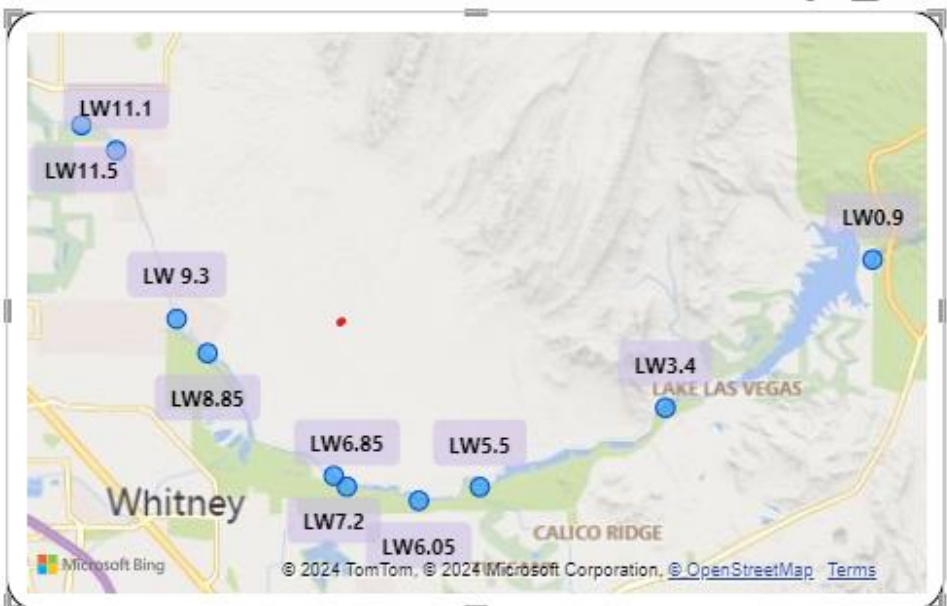 LW11.1
LW11.5
LW0.9
LW 9.3
LW3.4
LAKE LAS VEGAS
LW8.85
LW6.85
LW5.5
Whitney
LW7.2
CALICO RIDGE
LW6.05
Microsoft Bing
© 2024 TomTom, © 2024 Microsoft Corporation, © OpenStreetMap Terms